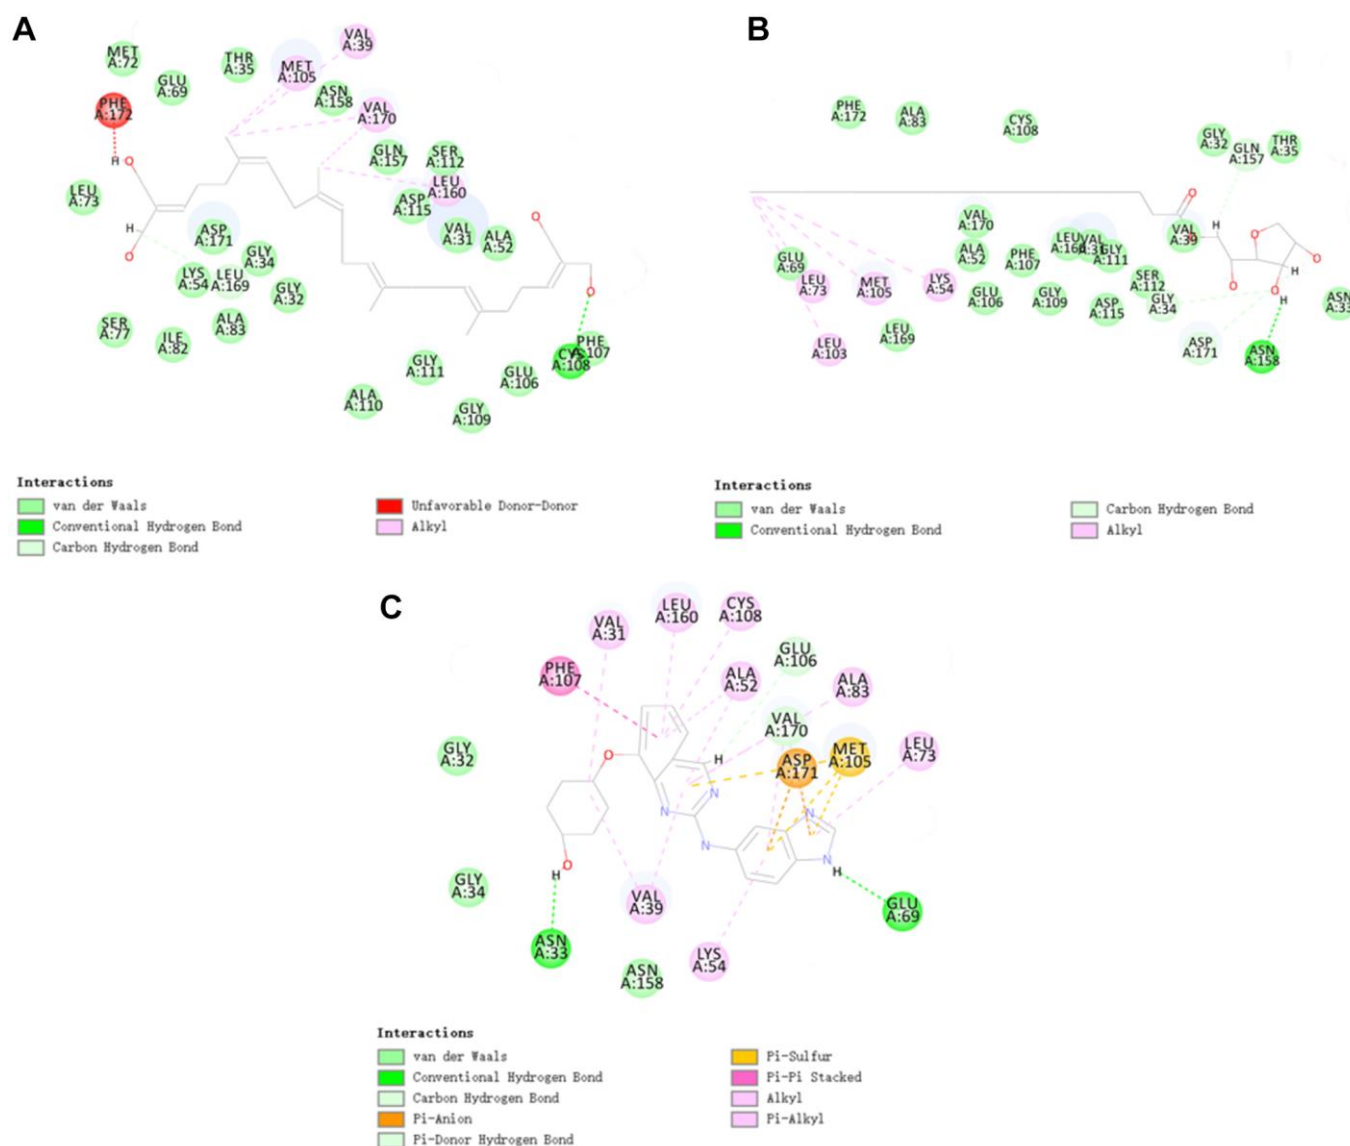 A
MET
A:72
GLU
A:69
THR
A:35
MET
A:105
VAL
A:39
ASN
A:158
VAL
A:170
PHE
A:172
H O
GLN
A:157
SER
A:112
LEU
A:160
LEU
A:73
ASP
A:115
VAL
A:31
ALA
A:52
O
H
O
ASP
A:171
GLY
A:34
LYS
A:54
LEU
A:169
GLY
A:32
O
SER
A:77
ILE
A:82
ALA
A:83
PHE
A:107
CYS
A:108
GLY
A:111
GLU
A:106
ALA
A:110
GLY
A:109
Interactions
van der Waals
Conventional Hydrogen Bond
Carbon Hydrogen Bond
Unfavorable Donor-Donor
Alkyl
B
PHE
A:172
ALA
A:83
CYS
A:108
GLY
A:32
GLN
A:157
THR
A:35
O
VAL
A:170
H
O
VAL
A:39
O
ALA
A:52
PHE
A:107
LEU
A:160
VAL
A:31
GLY
A:111
GLU
A:69
LEU
A:73
MET
A:105
LYS
A:54
GLU
A:106
GLY
A:109
ASP
A:115
SER
A:112
GLY
A:34
O
O
H
H
ASN
A:33
LEU
A:103
LEU
A:169
ASP
A:171
ASN
A:158
Interactions
van der Waals
Conventional Hydrogen Bond
Carbon Hydrogen Bond
Alkyl
C
VAL
A:31
LEU
A:160
CYS
A:108
GLU
A:106
PHE
A:107
ALA
A:52
ALA
A:83
VAL
A:170
GLY
A:32
O
H
ASP
A:171
MET
A:105
LEU
A:73
N
N
N
N
N
H
O
H
GLY
A:34
VAL
A:39
GLU
A:69
ASN
A:33
ASN
A:158
LYS
A:54
Interactions
van der Waals
Conventional Hydrogen Bond
Carbon Hydrogen Bond
Pi-Anion
Pi-Donor Hydrogen Bond
Pi-Sulfur
Pi-Pi Stacked
Alkyl
Pi-Alkyl